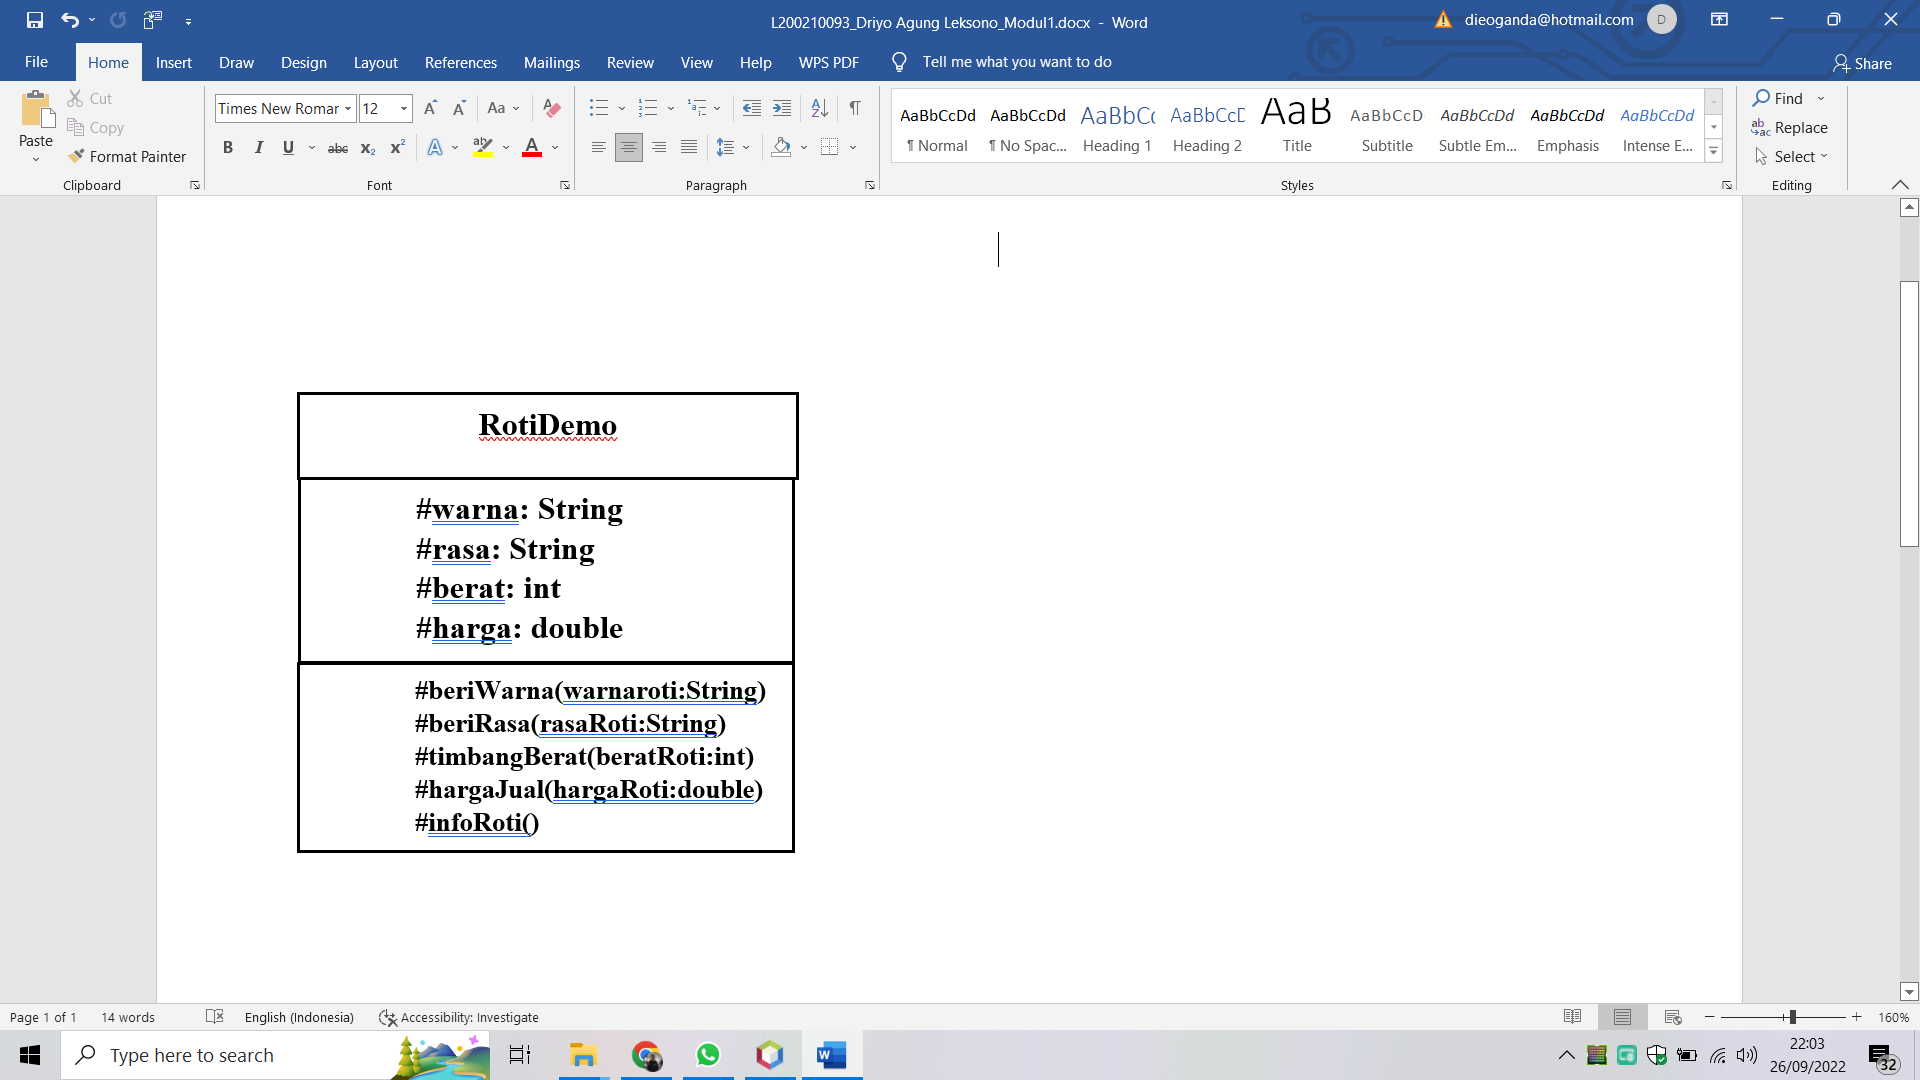 L200210093_Driyo Agung Leksono_Modul1.docx - Word
dieoganda@hotmail.com
D
File Home Insert Draw Design Layout References Mailings Review View Help WPS PDF Tell me what you want to do
Share
Paste
Cut
Copy
Format Painter
Clipboard
Times New Roman 12
Font
Paragraph
AaBbCcDd AaBbCcDd AaBbCc AaBbCcC AaB AaBbCcD AaBbCcDd AaBbCcDd AaBbCcDd
¶ Normal ¶ No Spac... Heading 1 Heading 2 Title Subtitle Subtle Em... Emphasis Intense E...
Styles
Find
Replace
Select
Editing
RotiDemo
#warna: String
#rasa: String
#berat: int
#harga: double
#beriWarna(warnaroti:String)
#beriRasa(rasaRoti:String)
#timbangBerat(beratRoti:int)
#hargaJual(hargaRoti:double)
#infoRoti()
Page 1 of 1 14 words English (Indonesia) Accessibility: Investigate 160%
Type here to search
22:03
26/09/2022
32